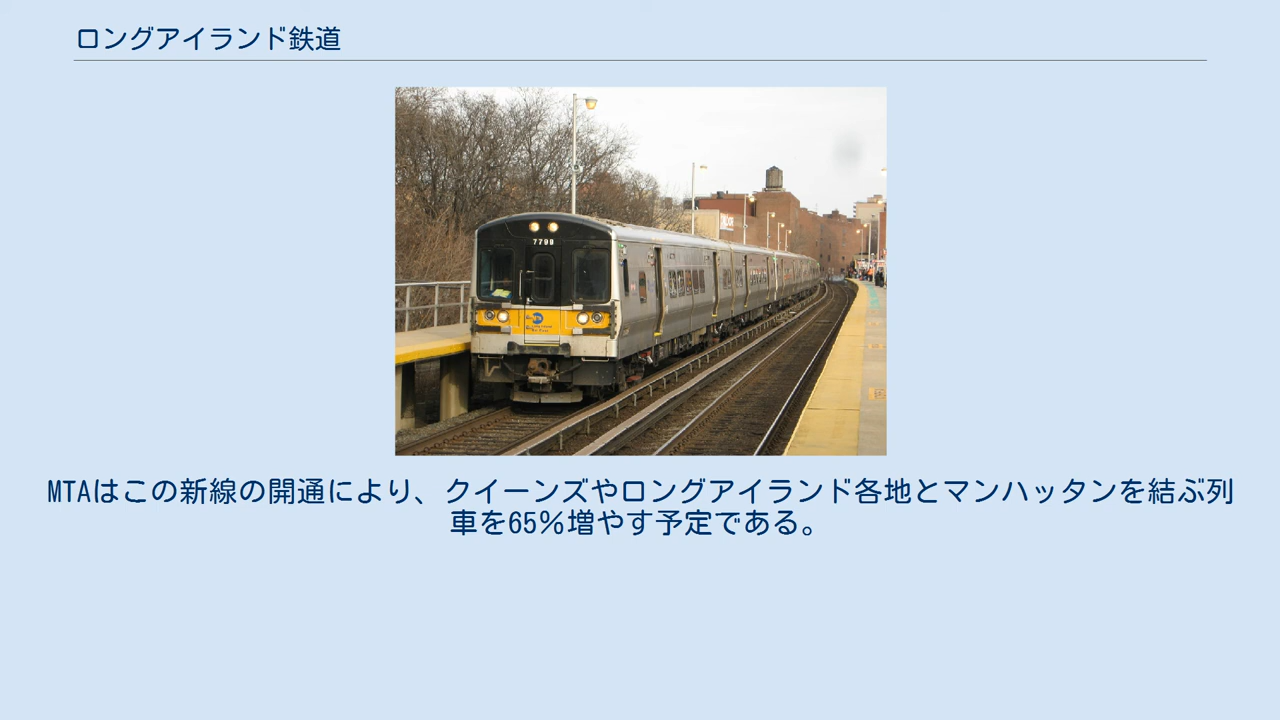 ロングアイランド鉄道
7799
MTAはこの新線の開通により、クイーンズやロングアイランド各地とマンハッタンを結ぶ列
車を65%増やす予定である。